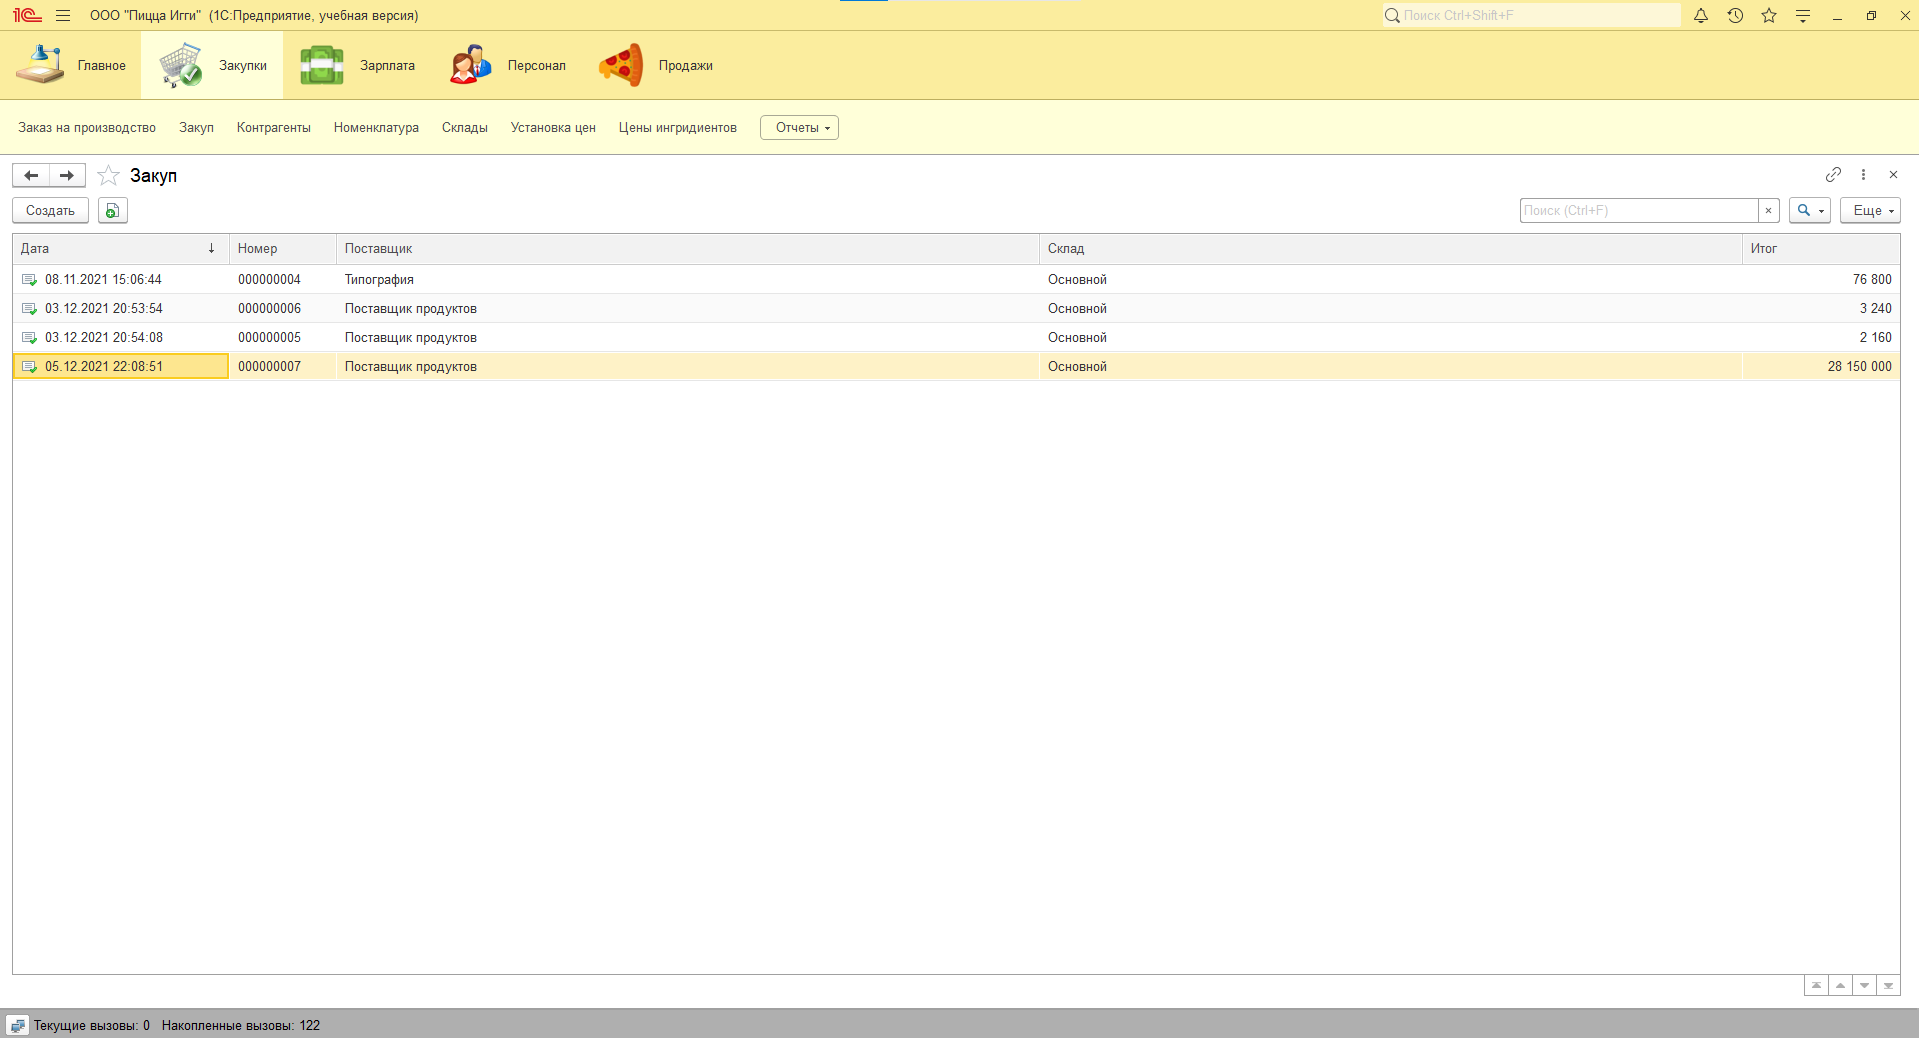 1С ООО "Пицца Игги" (1С:Предприятие, учебная версия) Поиск Ctrl+Shift+F
Главное Закупки Зарплата Персонал Продажи
Заказ на производство Закуп Контрагенты Номенклатура Склады Установка цен Цены ингридиентов Отчеты
Закуп
Создать Поиск (Ctrl+F) × Еще
Дата ↓ Номер Поставщик Склад Итог
08.11.2021 15:06:44 000000004 Типография Основной 76 800
03.12.2021 20:53:54 000000006 Поставщик продуктов Основной 3 240
03.12.2021 20:54:08 000000005 Поставщик продуктов Основной 2 160
05.12.2021 22:08:51 000000007 Поставщик продуктов Основной 28 150 000
Текущие вызовы: 0 Накопленные вызовы: 122